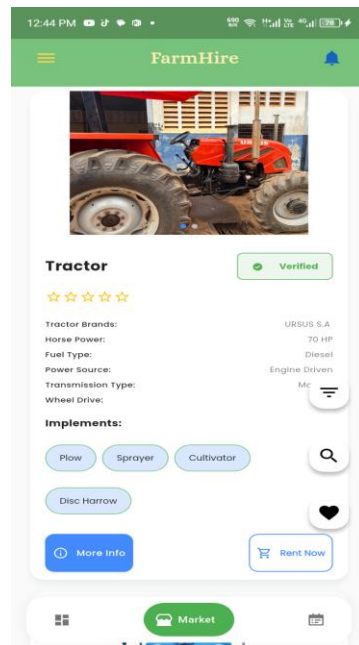 12:44 PM
FarmHire
Tractor
Verified
Tractor Brands: URSUS S.A
Horse Power: 70 HP
Fuel Type: Diesel
Power Source: Engine Driven
Transmission Type:
Wheel Drive:
Implements:
Plow Sprayer Cultivator
Disc Harrow
More Info Rent Now
Market